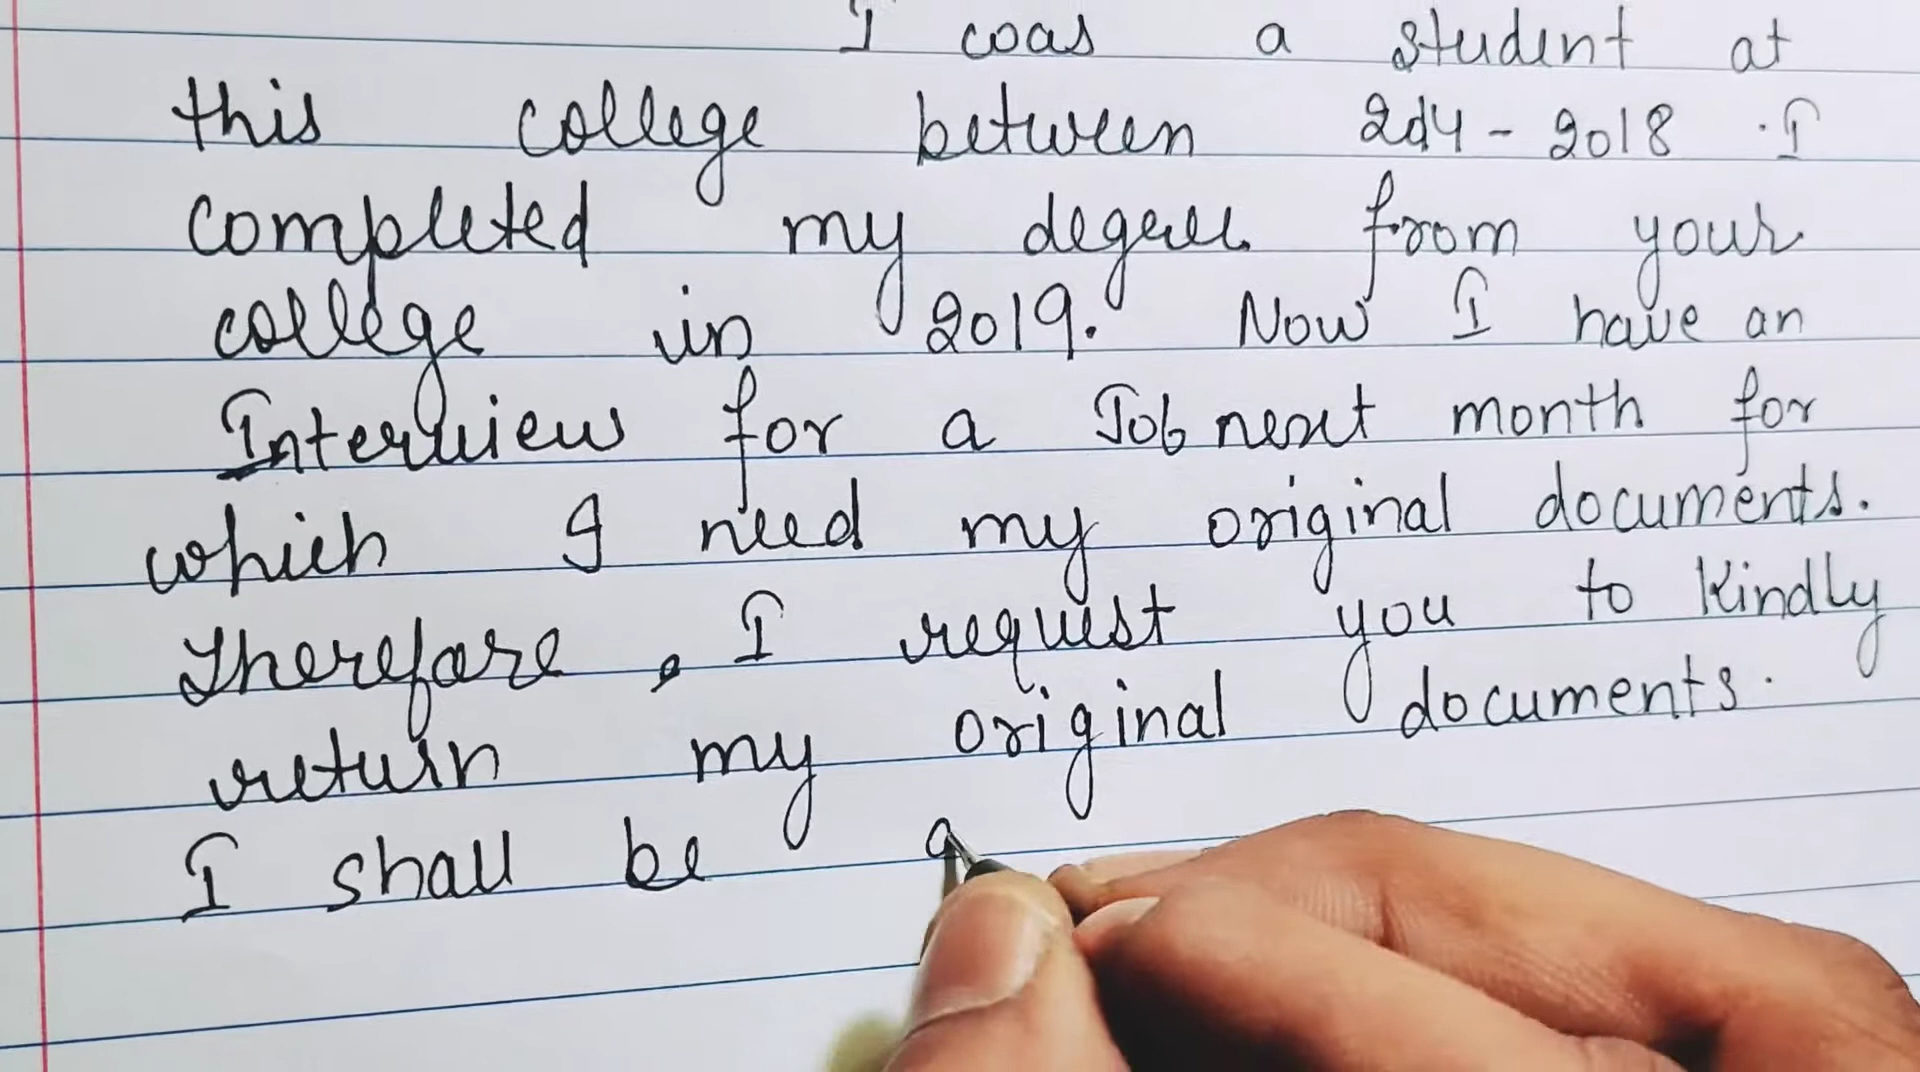 I was a student at
this college between 2014 - 2018 . I
completed my degree from your
college in 2019. Now I have an
Interview for a Job next month for
which I need my original documents.
Therefore, I request you to kindly
return my original documents.
I shall be